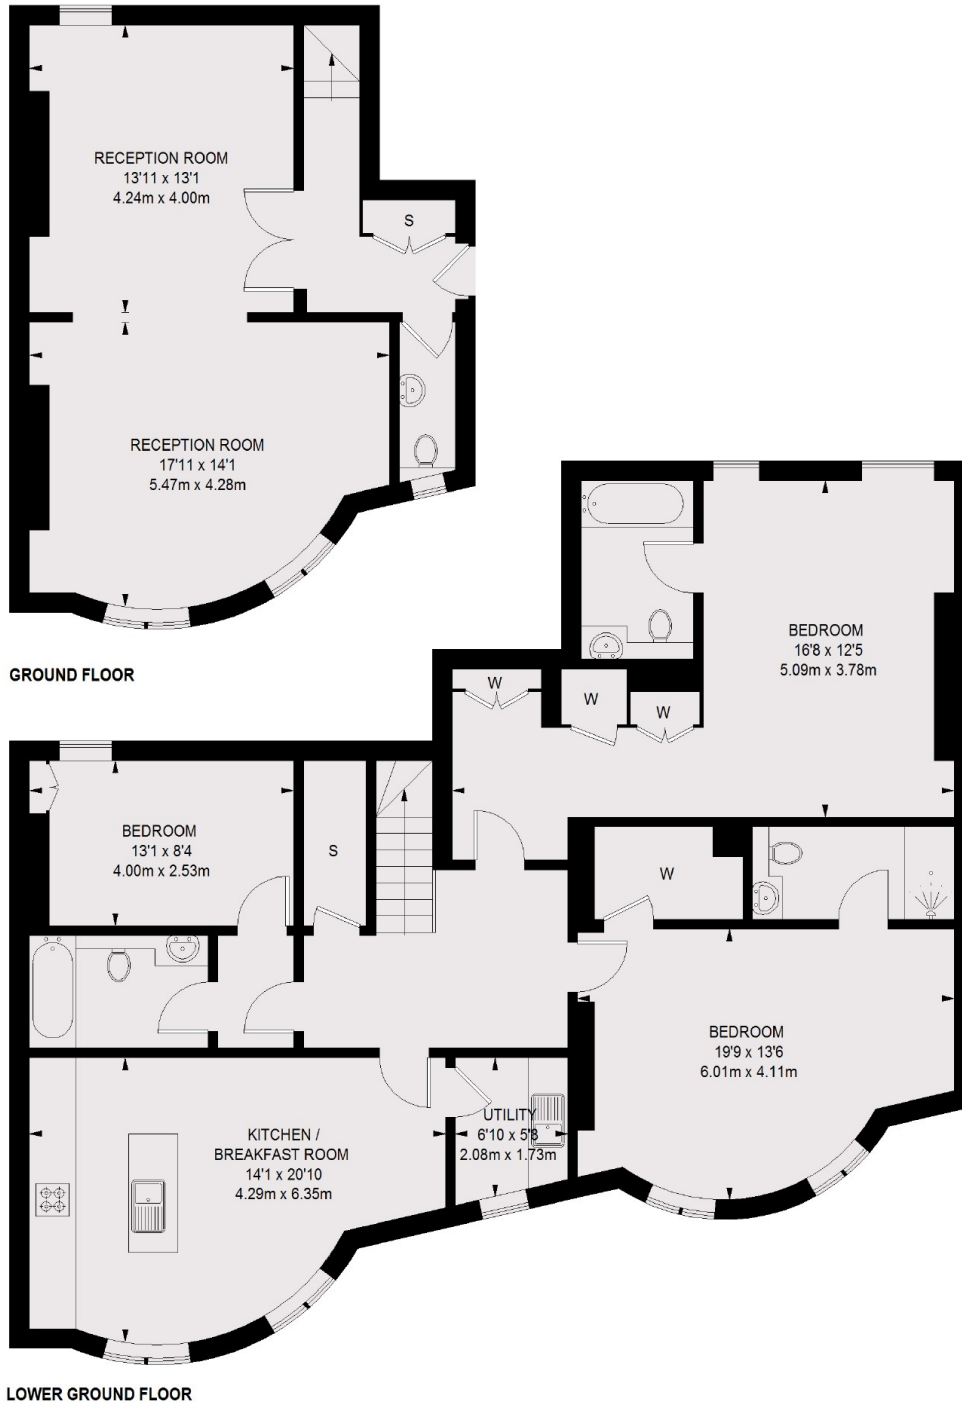 RECEPTION ROOM
13'11 x 13'1
4.24m x 4.00m
S
RECEPTION ROOM
17'11 x 14'1
5.47m x 4.28m
GROUND FLOOR
BEDROOM
16'8 x 12'5
5.09m x 3.78m
W
W
W
BEDROOM
13'1 x 8'4
4.00m x 2.53m
S
W
BEDROOM
19'9 x 13'6
6.01m x 4.11m
UTILITY
6'10 x 5'8
2.08m x 1.73m
KITCHEN /
BREAKFAST ROOM
14'1 x 20'10
4.29m x 6.35m
LOWER GROUND FLOOR